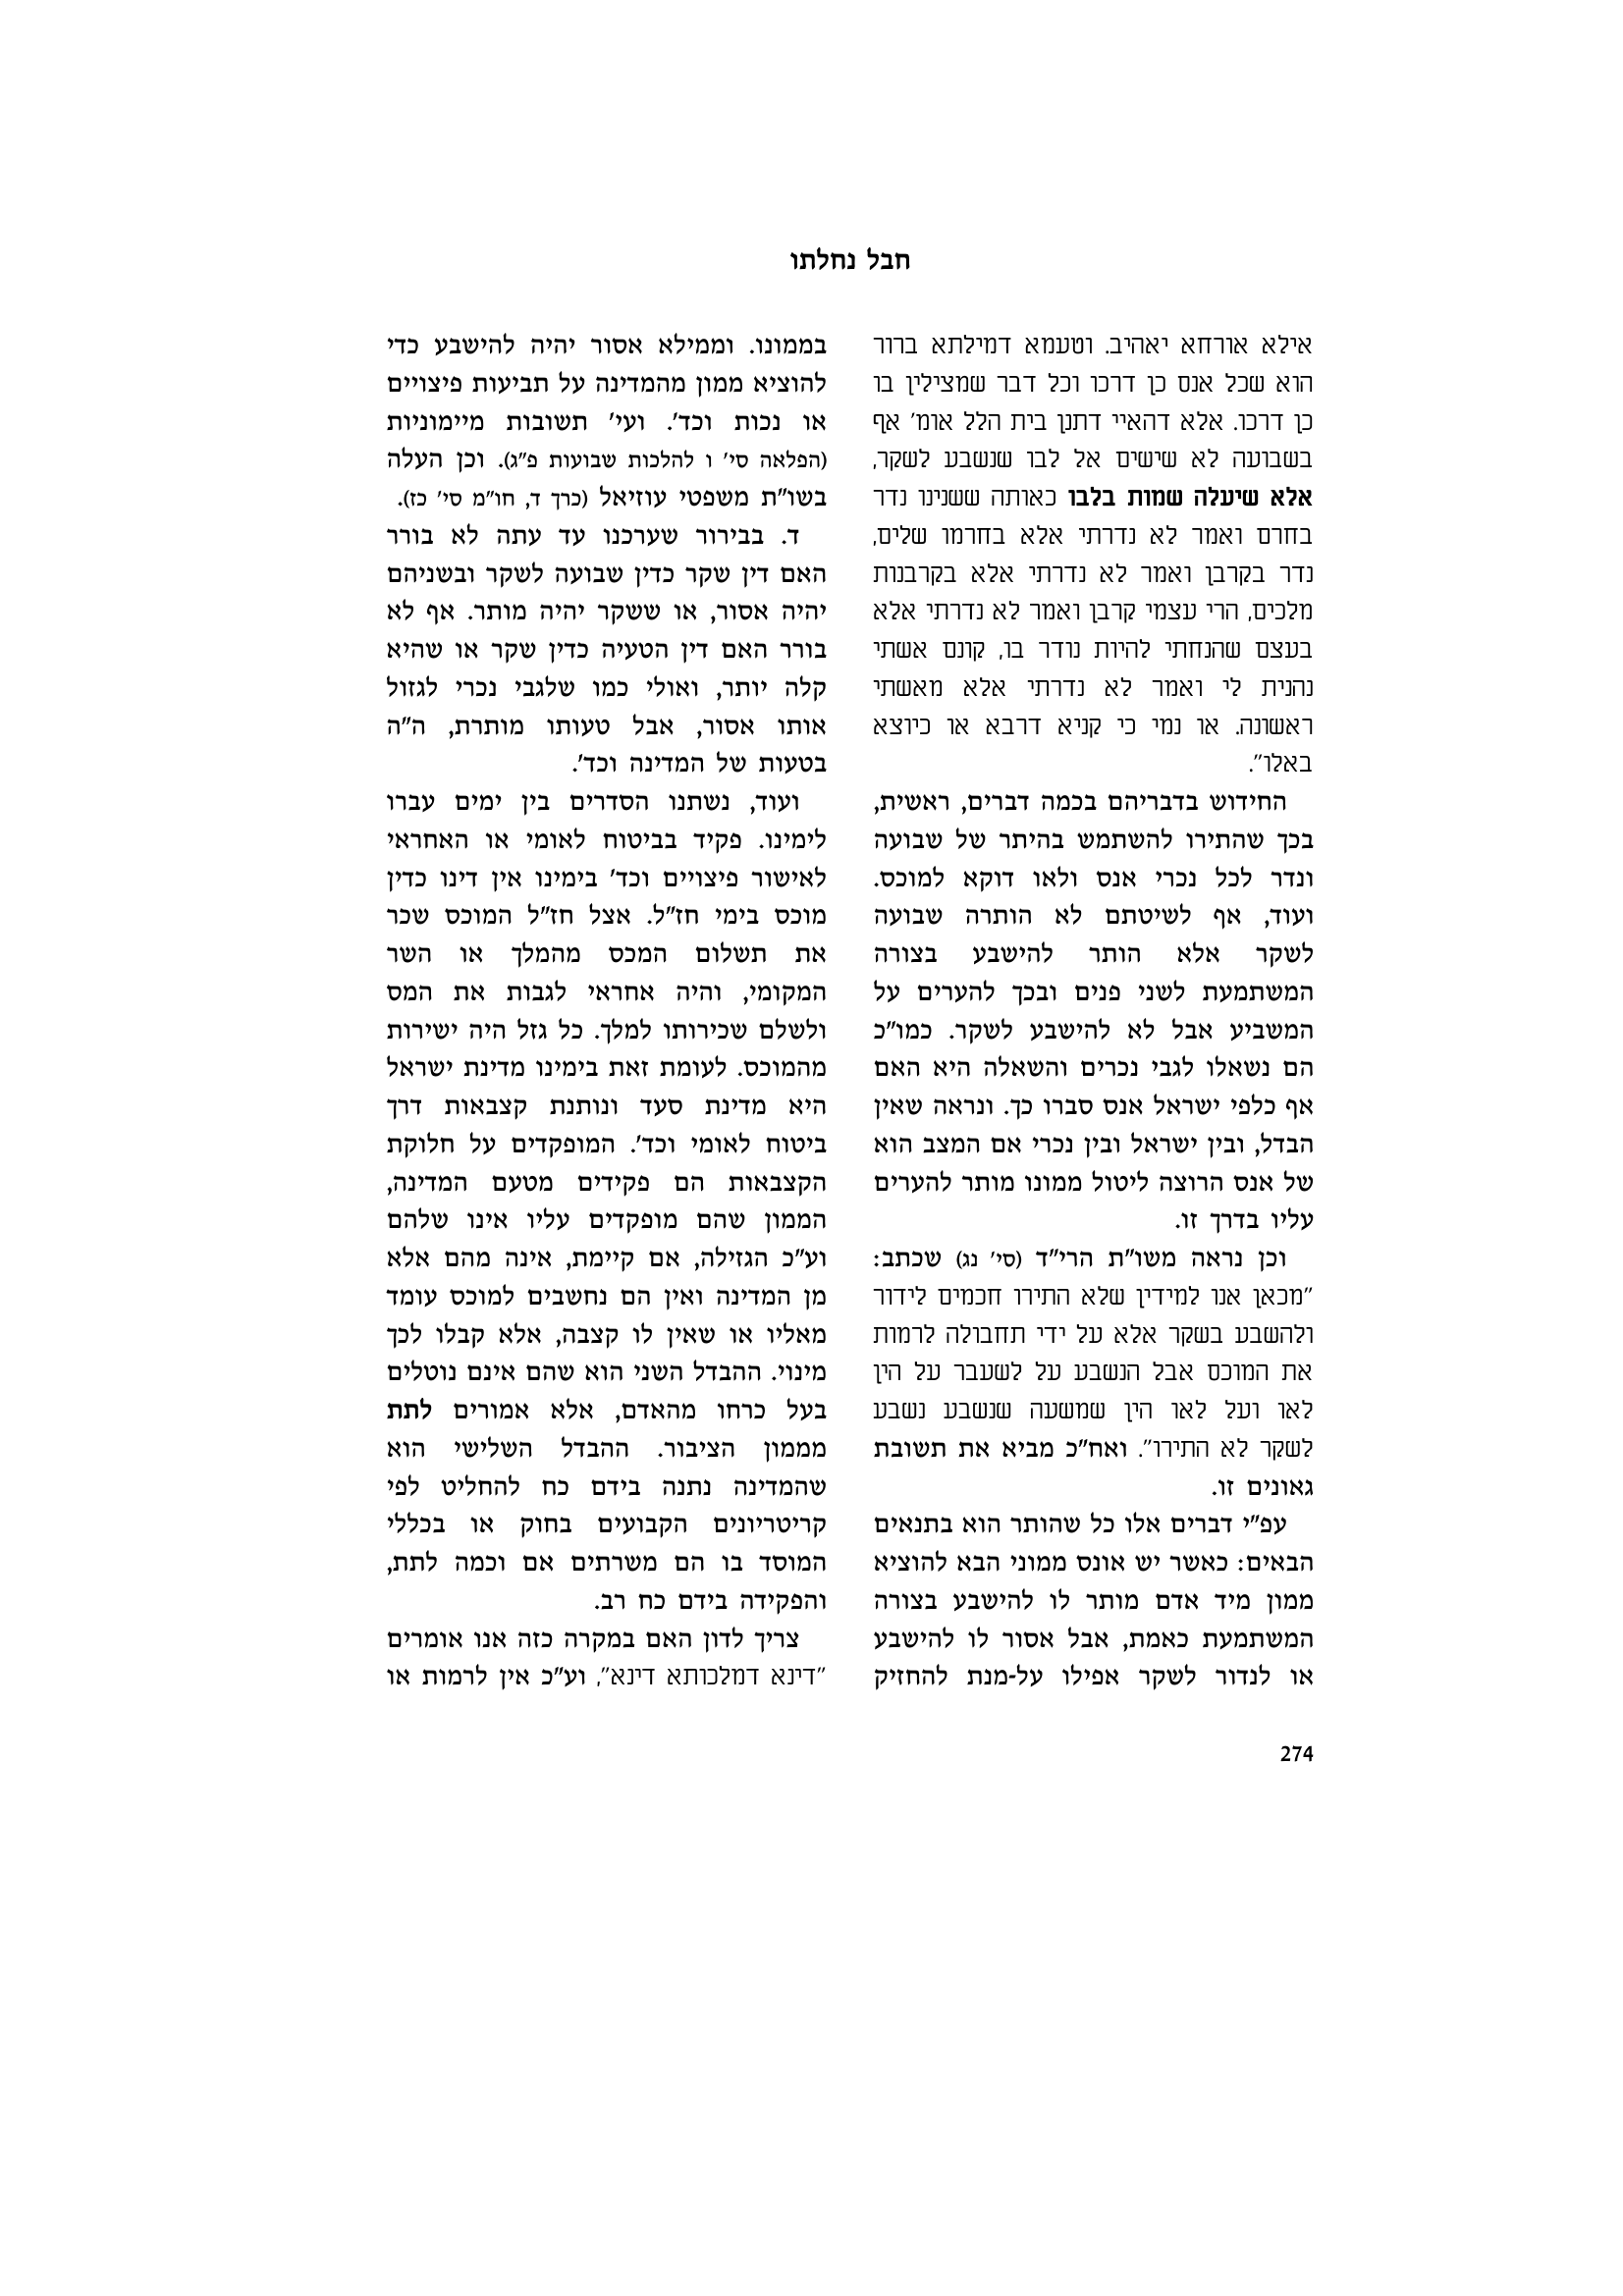 חבל נחלתו
אילא אורחא יאהיב. וטעמא דמילתא ברור
הוא שכל אנס כן דרכו וכל דבר שמצילין בו
כן דרכו. אלא דהאיי דתנן בית הלל אומ' אף
בשבועה לא שישים אל לבו שנשבע לשקר,
אלא שיעלה שמות בלבו כאותה ששנינו נדר
בחרם ואמר לא נדרתי אלא בחרמו שלים,
נדר בקרבן ואמר לא נדרתי אלא בקרבנות
מלכים, הרי עצמי קרבן ואמר לא נדרתי אלא
בעצם שהנחתי להיות נודר בו, קונם אשתי
נהנית לי ואמר לא נדרתי אלא מאשתי
ראשונה. או נמי כי קניא דרבא או כיוצא
באלו".
החידוש בדבריהם בכמה דברים, ראשית,
בכך שהתירו להשתמש בהיתר של שבועה
ונדר לכל נכרי אנס ולאו דוקא למוכס.
ועוד, אף לשיטתם לא הותרה שבועה
לשקר אלא הותר להישבע בצורה
המשתמעת לשני פנים ובכך להערים על
המשביע אבל לא להישבע לשקר. כמו"כ
הם נשאלו לגבי נכרים והשאלה היא האם
אף כלפי ישראל אנס סברו כך. ונראה שאין
הבדל, ובין ישראל ובין נכרי אם המצב הוא
של אנס הרוצה ליטול ממונו מותר להערים
עליו בדרך זו.
וכן נראה משו"ת הרי"ד (סי' נג) שכתב:
"מכאן אנו למידין שלא התירו חכמים לידור
ולהשבע בשקר אלא על ידי תחבולה לרמות
את המוכס אבל הנשבע על לשעבר על הין
לאו ועל לאו הין שמשעה שנשבע נשבע
לשקר לא התירו". ואח"כ מביא את תשובת
גאונים זו.
עפ"י דברים אלו כל שהותר הוא בתנאים
הבאים: כאשר יש אונס ממוני הבא להוציא
ממון מיד אדם מותר לו להישבע בצורה
המשתמעת כאמת, אבל אסור לו להישבע
או לנדור לשקר אפילו על-מנת להחזיק
בממונו. וממילא אסור יהיה להישבע כדי
להוציא ממון מהמדינה על תביעות פיצויים
או נכות וכד'. ועי' תשובות מיימוניות
(הפלאה סי' ו להלכות שבועות פ"ג). וכן העלה
בשו"ת משפטי עוזיאל (כרך ד, חו"מ סי' כז).
ד. בבירור שערכנו עד עתה לא בורר
האם דין שקר כדין שבועה לשקר ובשניהם
יהיה אסור, או ששקר יהיה מותר. אף לא
בורר האם דין הטעיה כדין שקר או שהיא
קלה יותר, ואולי כמו שלגבי נכרי לגזול
אותו אסור, אבל טעותו מותרת, ה"ה
בטעות של המדינה וכד'.
ועוד, נשתנו הסדרים בין ימים עברו
לימינו. פקיד בביטוח לאומי או האחראי
לאישור פיצויים וכד' בימינו אין דינו כדין
מוכס בימי חז"ל. אצל חז"ל המוכס שכר
את תשלום המכס מהמלך או השר
המקומי, והיה אחראי לגבות את המס
ולשלם שכירותו למלך. כל גזל היה ישירות
מהמוכס. לעומת זאת בימינו מדינת ישראל
היא מדינת סעד ונותנת קצבאות דרך
ביטוח לאומי וכד'. המופקדים על חלוקת
הקצבאות הם פקידים מטעם המדינה,
הממון שהם מופקדים עליו אינו שלהם
וע"כ הגזילה, אם קיימת, אינה מהם אלא
מן המדינה ואין הם נחשבים למוכס עומד
מאליו או שאין לו קצבה, אלא קבלו לכך
מינוי. ההבדל השני הוא שהם אינם נוטלים
בעל כרחו מהאדם, אלא אמורים לתת
מממון הציבור. ההבדל השלישי הוא
שהמדינה נתנה בידם כח להחליט לפי
קריטריונים הקבועים בחוק או בכללי
המוסד בו הם משרתים אם וכמה לתת,
והפקידה בידם כח רב.
צריך לדון האם במקרה כזה אנו אומרים
"דינא דמלכותא דינא", וע"כ אין לרמות או
274